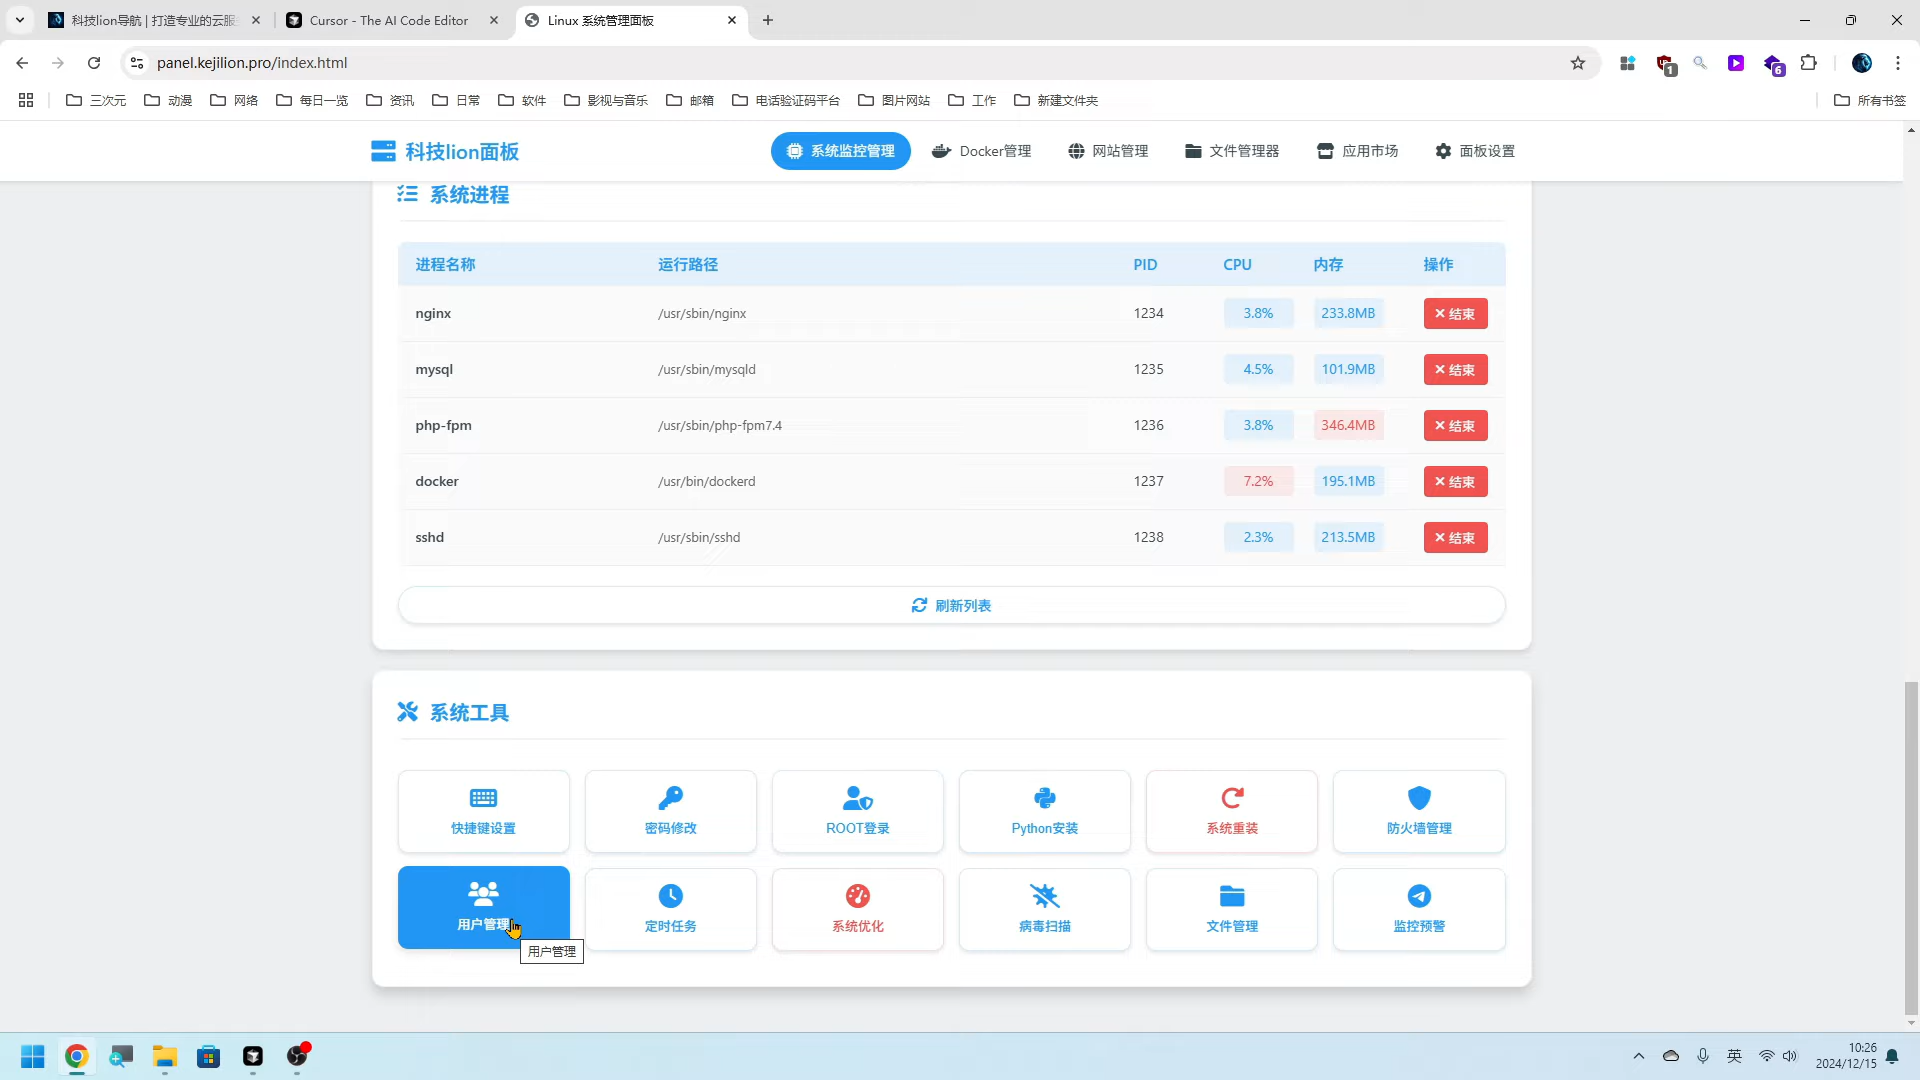 科技lion导航 | 打造专业的云服
Cursor - The AI Code Editor
Linux 系统管理面板
panel.kejilion.pro/index.html
1
6
三次元
动漫
网络
每日一览
资讯
日常
软件
影视与音乐
邮箱
电话验证码平台
图片网站
工作
新建文件夹
所有书签
科技lion面板
系统监控管理
Docker管理
网站管理
文件管理器
应用市场
面板设置
系统进程
进程名称 运行路径 PID CPU 内存 操作
nginx /usr/sbin/nginx 1234 3.8% 233.8MB 结束
mysql /usr/sbin/mysqld 1235 4.5% 101.9MB 结束
php-fpm /usr/sbin/php-fpm7.4 1236 3.8% 346.4MB 结束
docker /usr/bin/dockerd 1237 7.2% 195.1MB 结束
sshd /usr/sbin/sshd 1238 2.3% 213.5MB 结束
刷新列表
系统工具
快捷键设置
密码修改
ROOT登录
Python安装
系统重装
防火墙管理
用户管理
定时任务
系统优化
病毒扫描
文件管理
监控预警
用户管理
英
10:26
2024/12/15